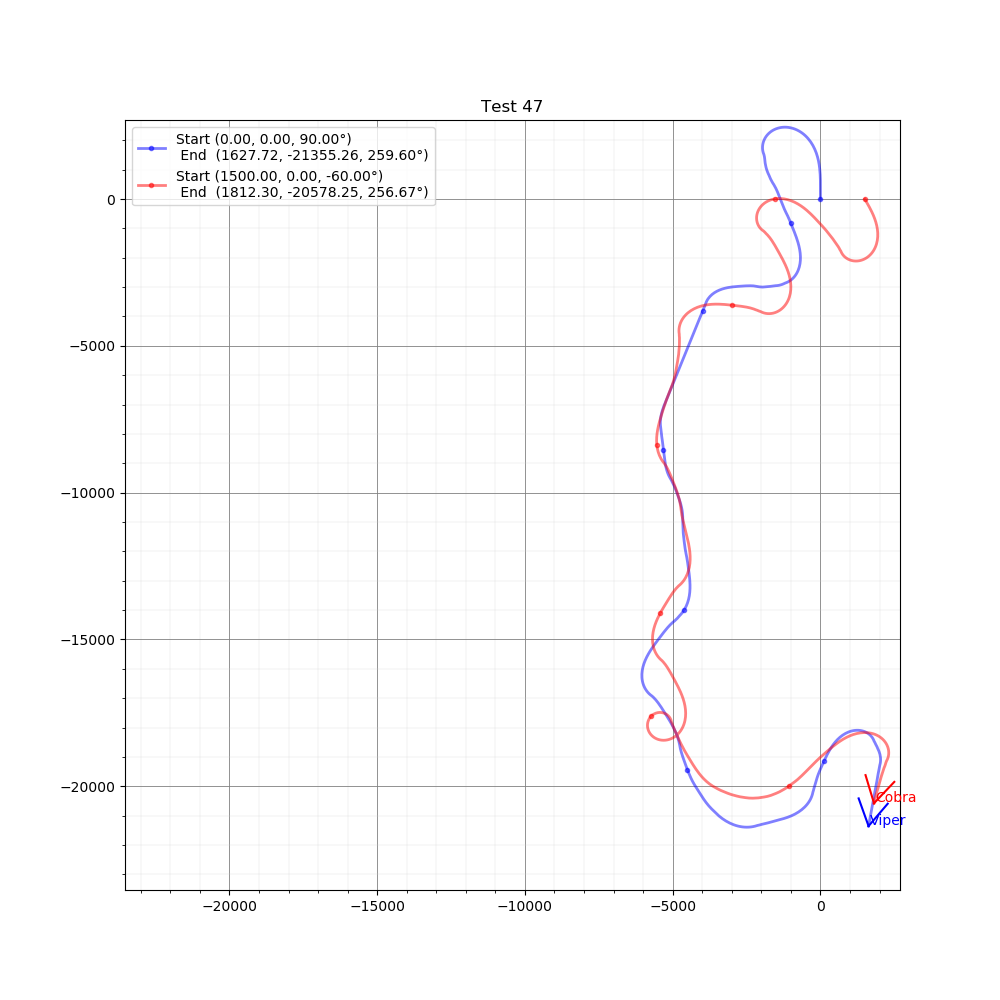 Test 47
Start (0.00, 0.00, 90.00°)
End  (1627.72, -21355.26, 259.60°)
Start (1500.00, 0.00, -60.00°)
End  (1812.30, -20578.25, 256.67°)
0
−5000
−10000
−15000
−20000
Cobra
Viper
−20000
−15000
−10000
−5000
0